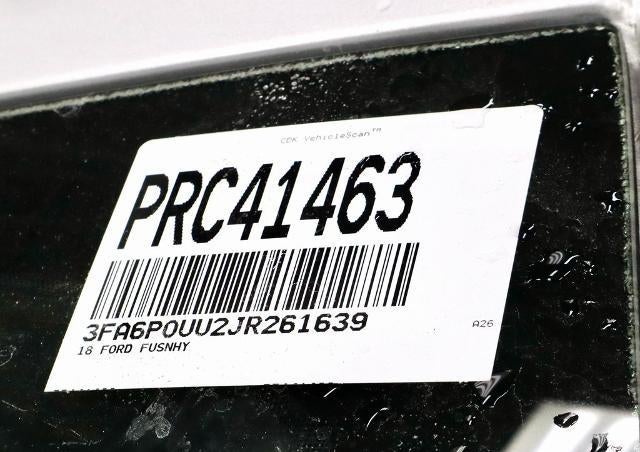 CDK VehicleScan™
PRC41463
3FA6P0UU2JR261639
A26
18 FORD FUSNHY